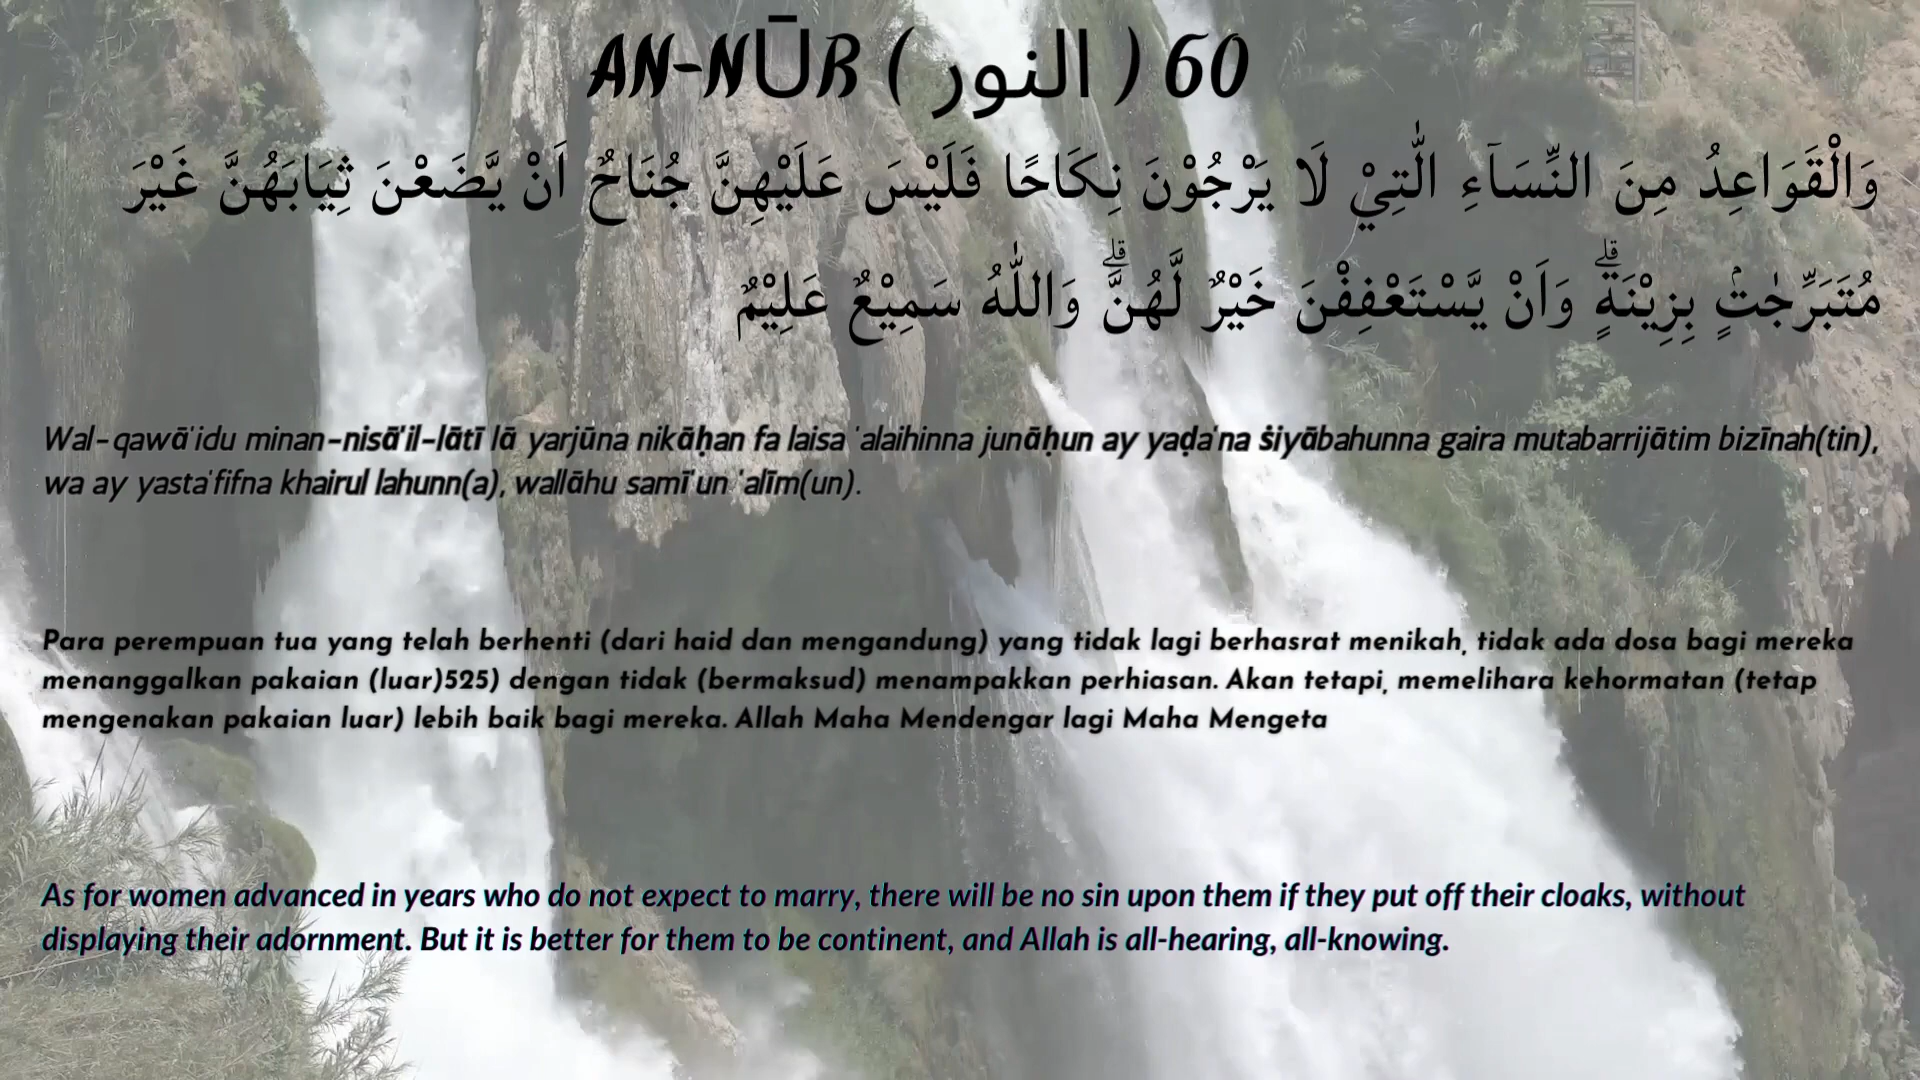 AN-NŪR ( النور ) 60
وَالْقَوَاعِدُ مِنَ النِّسَاۤءِ الّٰتِيْ لَا يَرْجُوْنَ نِكَاحًا فَلَيْسَ عَلَيْهِنَّ جُنَاحٌ اَنْ يَّضَعْنَ ثِيَابَهُنَّ غَيْرَ
مُتَبَرِّجٰتٍۢ بِزِيْنَةٍۗ وَاَنْ يَّسْتَعْفِفْنَ خَيْرٌ لَّهُنَّۗ وَاللّٰهُ سَمِيْعٌ عَلِيْمٌ
Wal-qawā'idu minan-nisā'il-lātī lā yarjūna nikāḥan fa laisa 'alaihinna junāḥun ay yaḍa'na ṡiyābahunna gaira mutabarrijātim bizīnah(tin),
wa ay yasta'fifna khairul lahunn(a), wallāhu samī'un 'alīm(un).
Para perempuan tua yang telah berhenti (dari haid dan mengandung) yang tidak lagi berhasrat menikah, tidak ada dosa bagi mereka
menanggalkan pakaian (luar)525) dengan tidak (bermaksud) menampakkan perhiasan. Akan tetapi, memelihara kehormatan (tetap
mengenakan pakaian luar) lebih baik bagi mereka. Allah Maha Mendengar lagi Maha Mengeta
As for women advanced in years who do not expect to marry, there will be no sin upon them if they put off their cloaks, without
displaying their adornment. But it is better for them to be continent, and Allah is all-hearing, all-knowing.